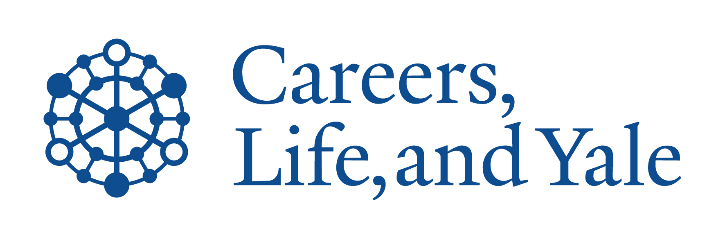 Careers,
Life, and Yale